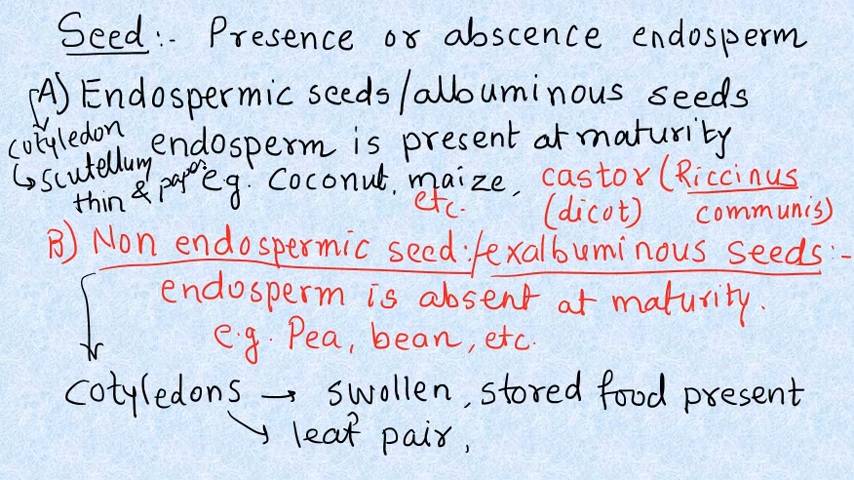 Seed:- Presence or abscence endosperm
A) Endospermic seeds/albuminous seeds
cotyledon
endosperm is present at maturity
scutellum
thin &
e.g. Coconut, maize, castor (Riccinus
etc. (dicot) communis)
B) Non endospermic seed:/exalbuminous seeds:-
endosperm is absent at maturity.
e.g. Pea, bean, etc.
Cotyledons → swollen, stored food present
↘ leaf pair,